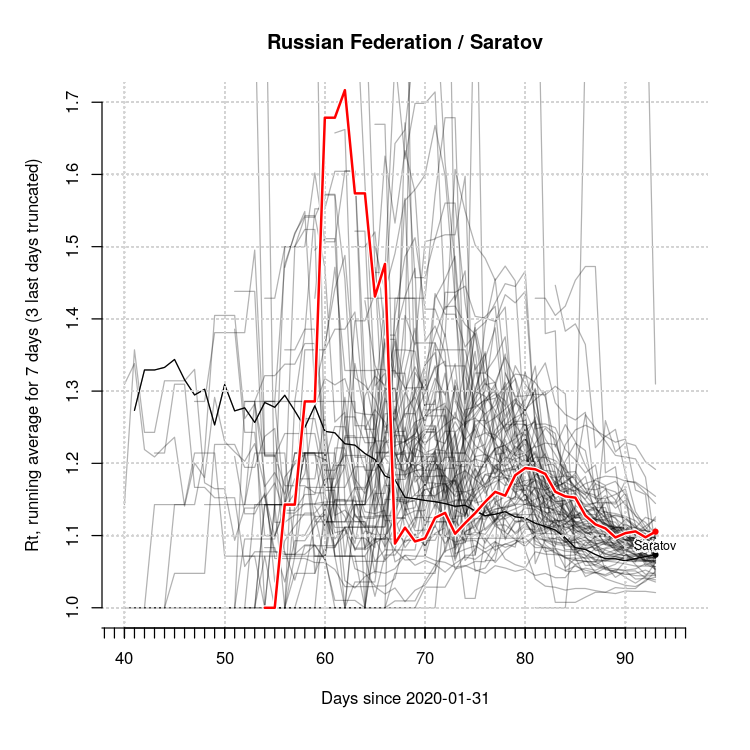 Russian Federation / Saratov
Rt, running average for 7 days (3 last days truncated)
1.7
1.6
1.5
1.4
1.3
1.2
1.1
1.0
Saratov
40 50 60 70 80 90
Days since 2020-01-31